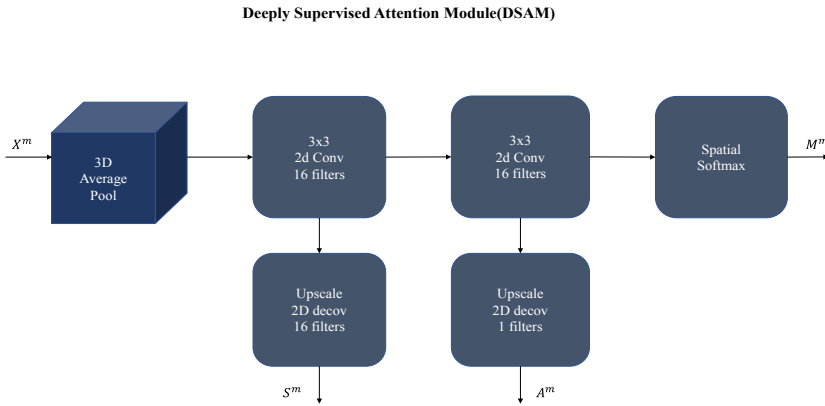 Deeply Supervised Attention Module(DSAM)
X^m
3D
Average
Pool
3x3
2d Conv
16 filters
3x3
2d Conv
16 filters
Spatial
Softmax
M^m
Upscale
2D decov
16 filters
Upscale
2D decov
1 filters
S^m
A^m